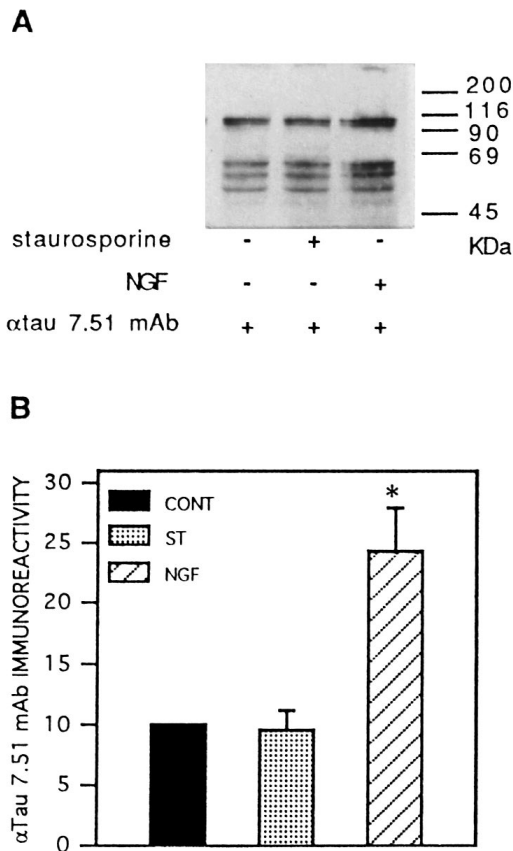 A
200
116
90
69
45
staurosporine - + - KDa
NGF - - +
αtau 7.51 mAb + + +
B
αTau 7.51 mAb IMMUNOREACTIVITY
30
25
20
15
10
5
0
CONT
ST
NGF
*